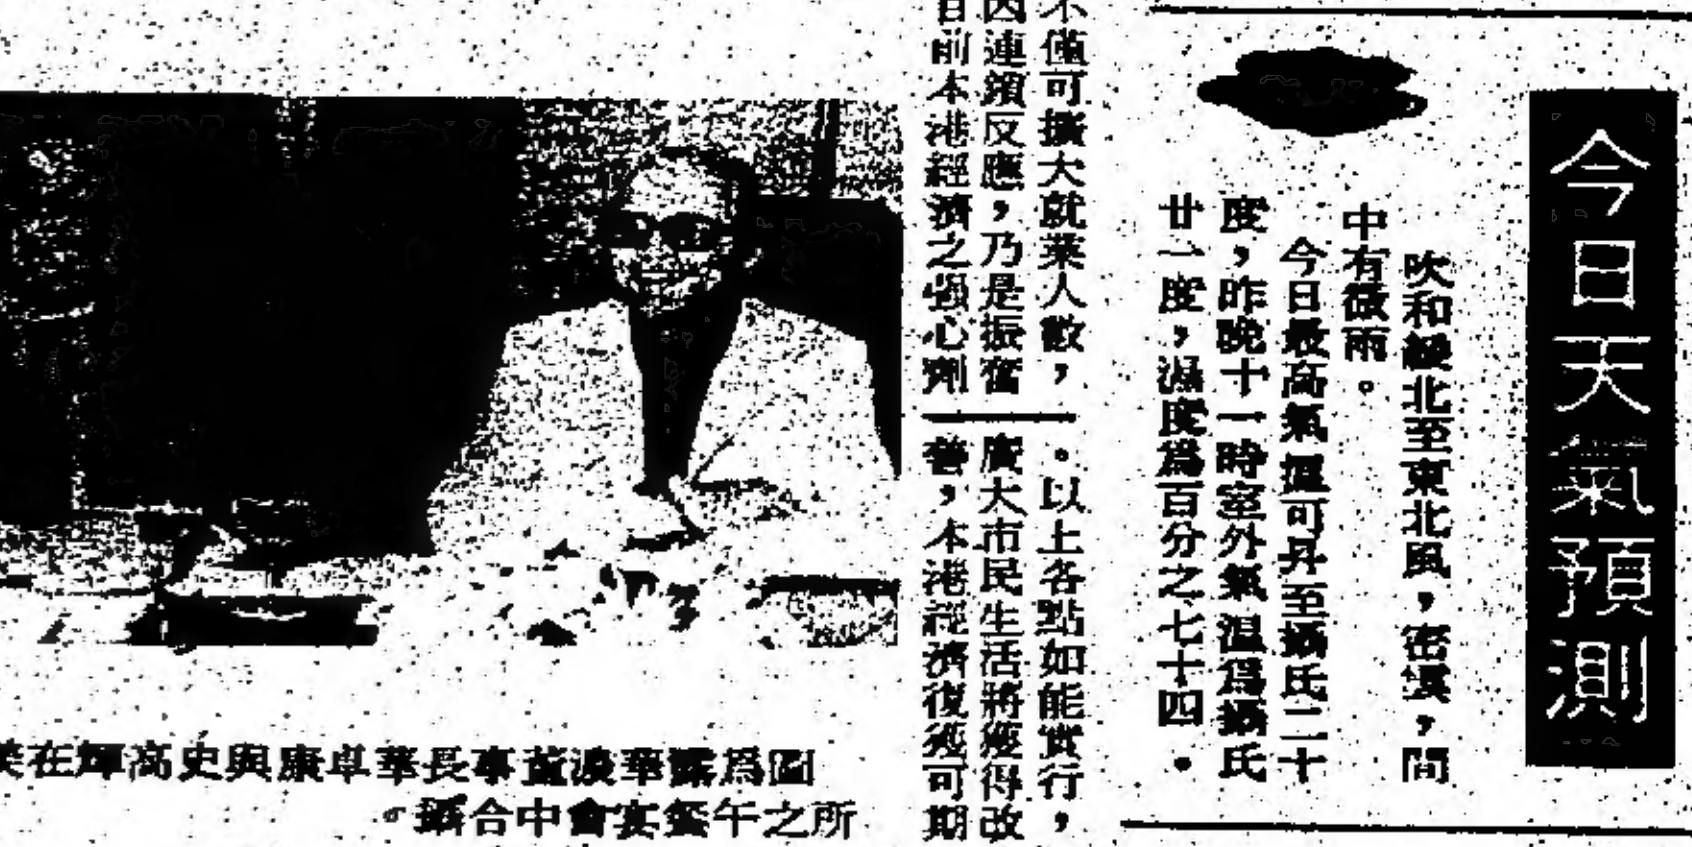 今日天氣預測
吹和緩北至東北風，密雲，間
中有微雨。
今日最高氣溫可昇至攝氏二十
度，昨晚十一時室外氣溫爲攝氏
廿一度，濕度爲百分之七十四．
不僅可擴大就業人數，
因連鎖反應，乃是振奮
目前本港經濟之強心劑
。以上各點如能實行，
廣大市民生活將獲得改
善，本港經濟復甦可期
圖爲露華濃董事長華卓康與史高輝在
所之午餐宴會中合攝。